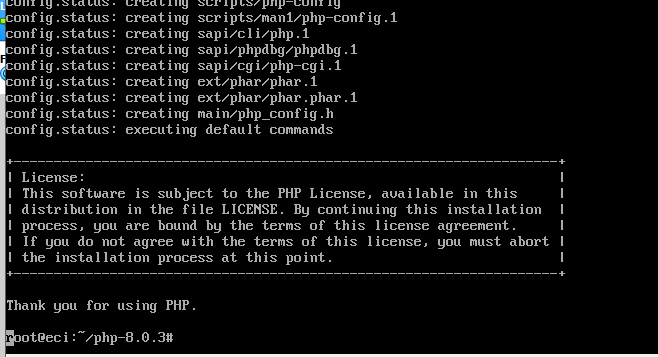 config.status: creating scripts/php-config
config.status: creating scripts/man1/php-config.1
config.status: creating sapi/cli/php.1
config.status: creating sapi/phpdbg/phpdbg.1
config.status: creating sapi/cgi/php-cgi.1
config.status: creating ext/phar/phar.1
config.status: creating ext/phar/phar.phar.1
config.status: creating main/php_config.h
config.status: executing default commands
+--------------------------------------------------------------------+
| License:                                                           |
| This software is subject to the PHP License, available in this     |
| distribution in the file LICENSE. By continuing this installation  |
| process, you are bound by the terms of this license agreement.     |
| If you do not agree with the terms of this license, you must abort |
| the installation process at this point.                            |
+--------------------------------------------------------------------+
Thank you for using PHP.
root@eci:~/php-8.0.3#